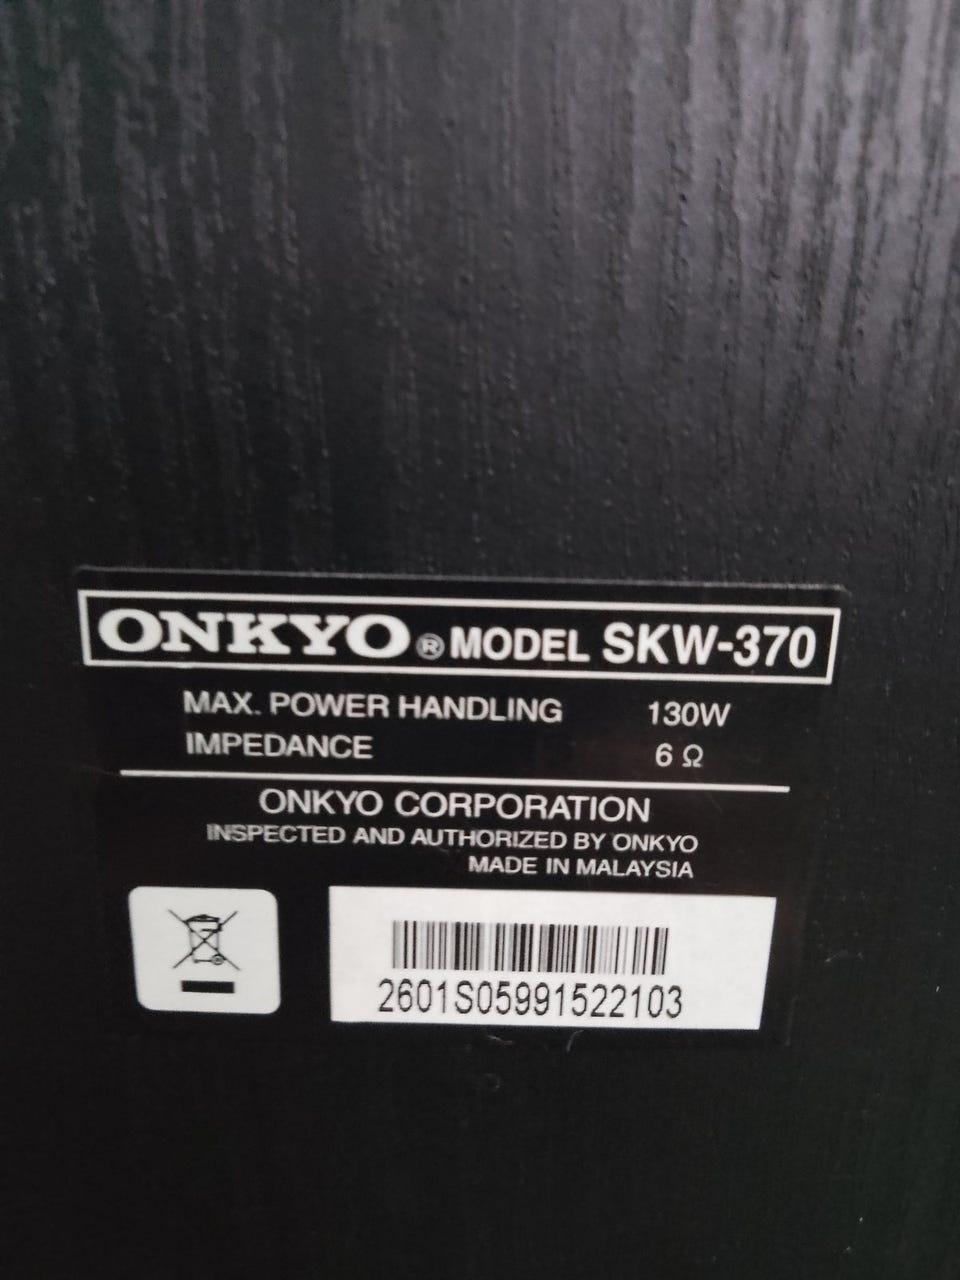 ONKYO® MODEL SKW-370
MAX. POWER HANDLING 130W
IMPEDANCE 6 Ω
ONKYO CORPORATION
INSPECTED AND AUTHORIZED BY ONKYO
MADE IN MALAYSIA
2601S05991522103